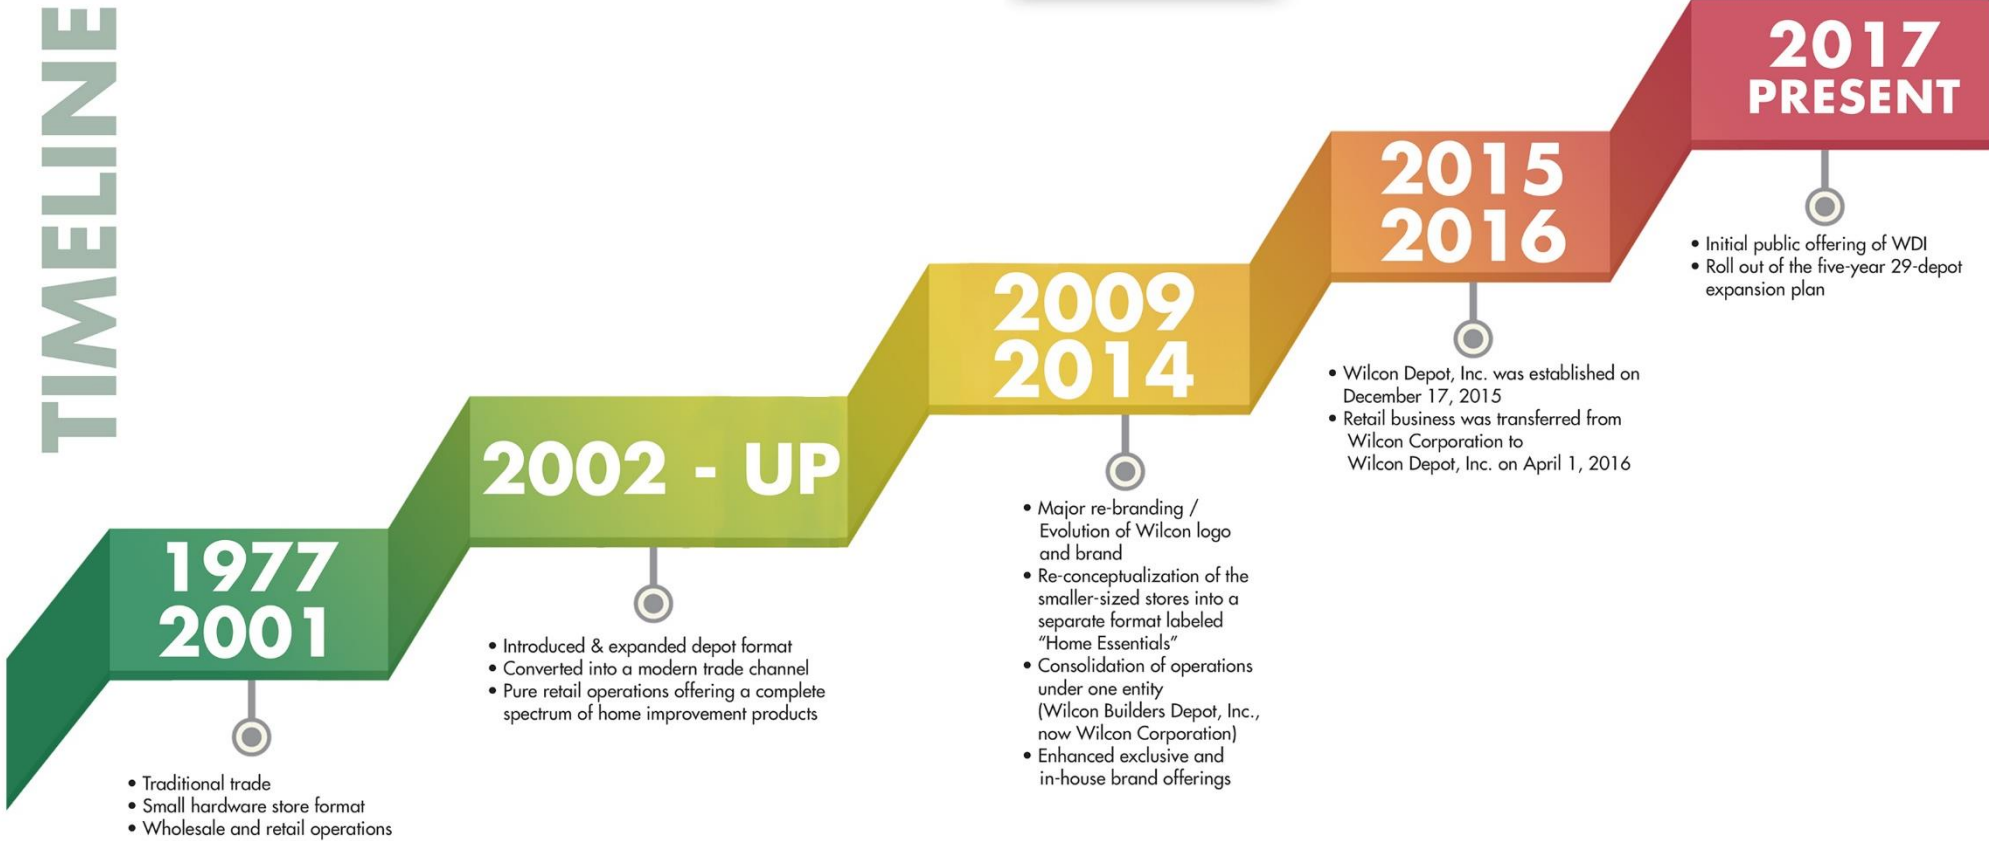 TIMELINE
1977
2001
• Traditional trade
• Small hardware store format
• Wholesale and retail operations
2002 - UP
• Introduced & expanded depot format
• Converted into a modern trade channel
• Pure retail operations offering a complete
spectrum of home improvement products
2009
2014
• Major re-branding /
Evolution of Wilcon logo
and brand
• Re-conceptualization of the
smaller-sized stores into a
separate format labeled
“Home Essentials”
• Consolidation of operations
under one entity
(Wilcon Builders Depot, Inc.,
now Wilcon Corporation)
• Enhanced exclusive and
in-house brand offerings
2015
2016
• Wilcon Depot, Inc. was established on
December 17, 2015
• Retail business was transferred from
Wilcon Corporation to
Wilcon Depot, Inc. on April 1, 2016
2017
PRESENT
• Initial public offering of WDI
• Roll out of the five-year 29-depot
expansion plan